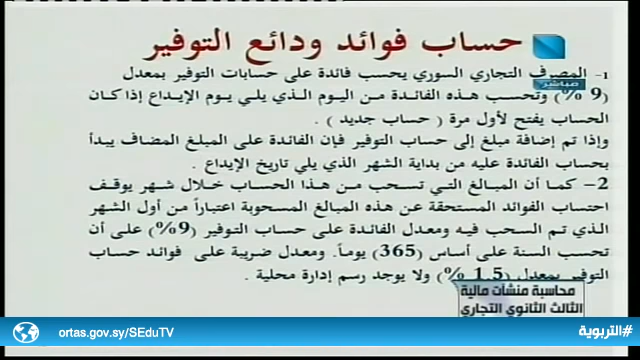 حساب فوائد ودائع التوفير
1- المصرف التجاري السوري يحسب فائدة على حسابات التوفير بمعدل
مباشر
(9 %) وتحسب هذه الفائدة من اليوم الذي يلي يوم الإيداع إذا كان
الحساب يفتح لأول مرة ( حساب جديد ) .
وإذا تم إضافة مبلغ إلى حساب التوفير فإن الفائدة على المبلغ المضاف يبدأ
بحساب الفائدة عليه من بداية الشهر الذي يلي تاريخ الإيداع .
2- كما أن المبالغ التي تسحب من هذا الحساب خلال شهر يوقف
احتساب الفوائد المستحقة عن هذه المبالغ المسحوبة اعتباراً من أول الشهر
الذي تم السحب فيه ومعدل الفائدة على حساب التوفير (9%) على أن
تحسب السنة على أساس (365) يوماً. ومعدل ضريبة على فوائد حساب
التوفير بمعدل (1.5 %) ولا يوجد رسم إدارة محلية .
محاسبة منشآت مالية
الثالث الثانوي التجاري
#التربوية
ortas.gov.sy/SEduTV